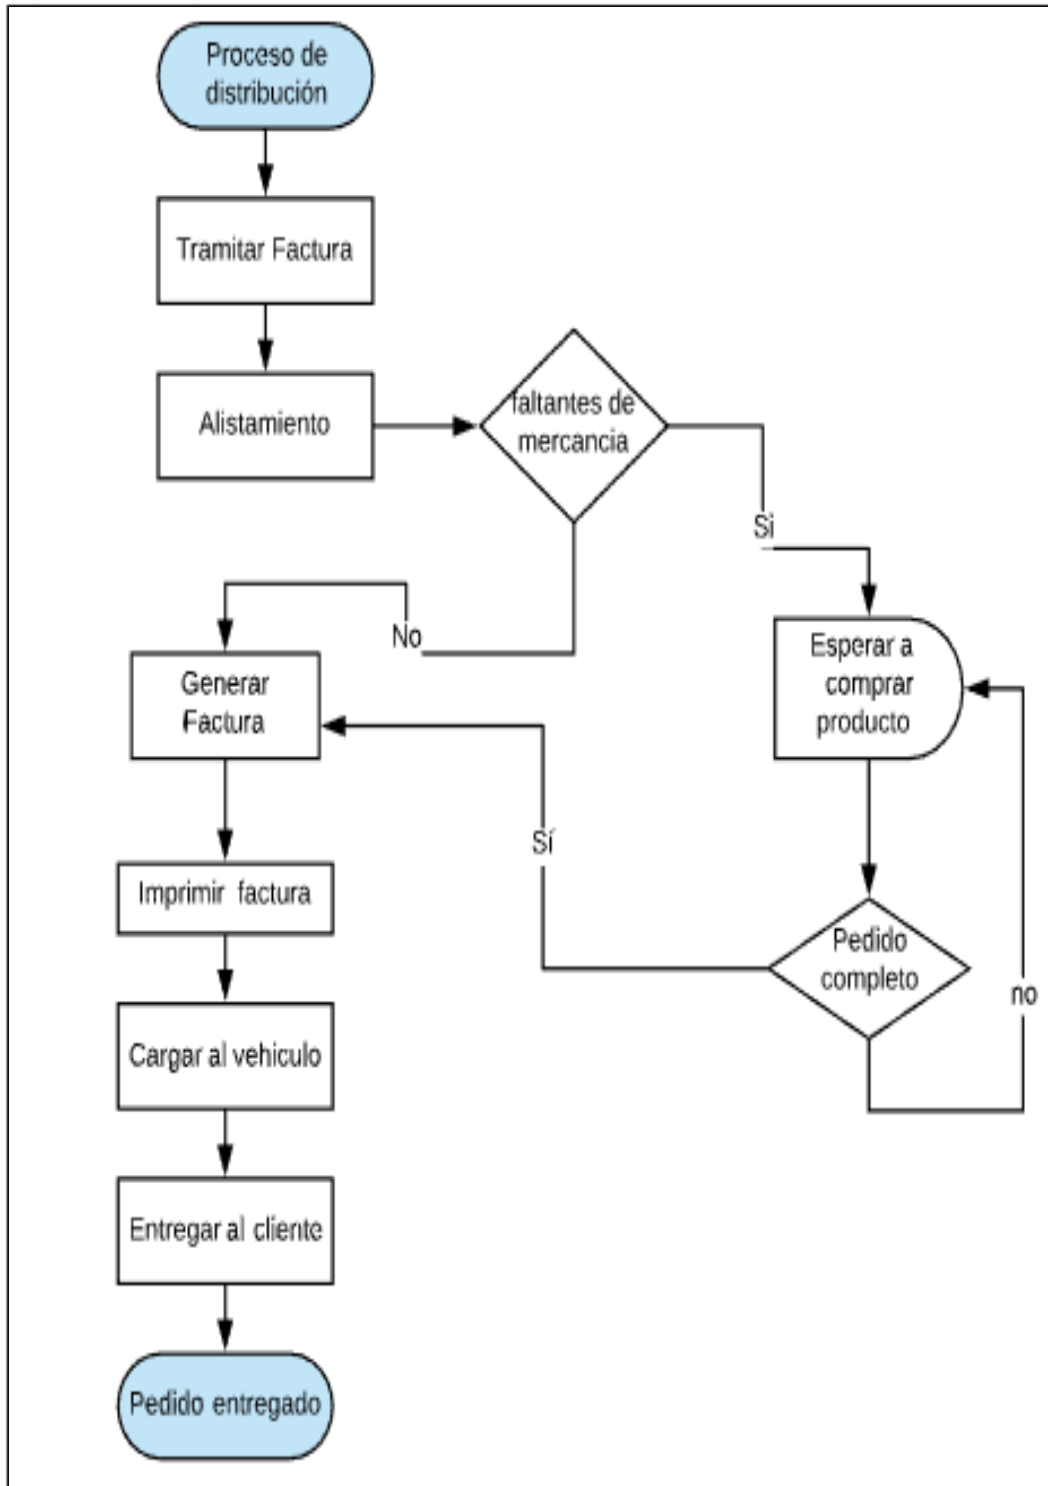 Proceso de
distribución
Tramitar Factura
Alistamiento
faltantes de
mercancia
Si
No
Esperar a
comprar
producto
Generar
Factura
Sí
Imprimir factura
Pedido
completo
no
Cargar al vehiculo
Entregar al cliente
Pedido entregado